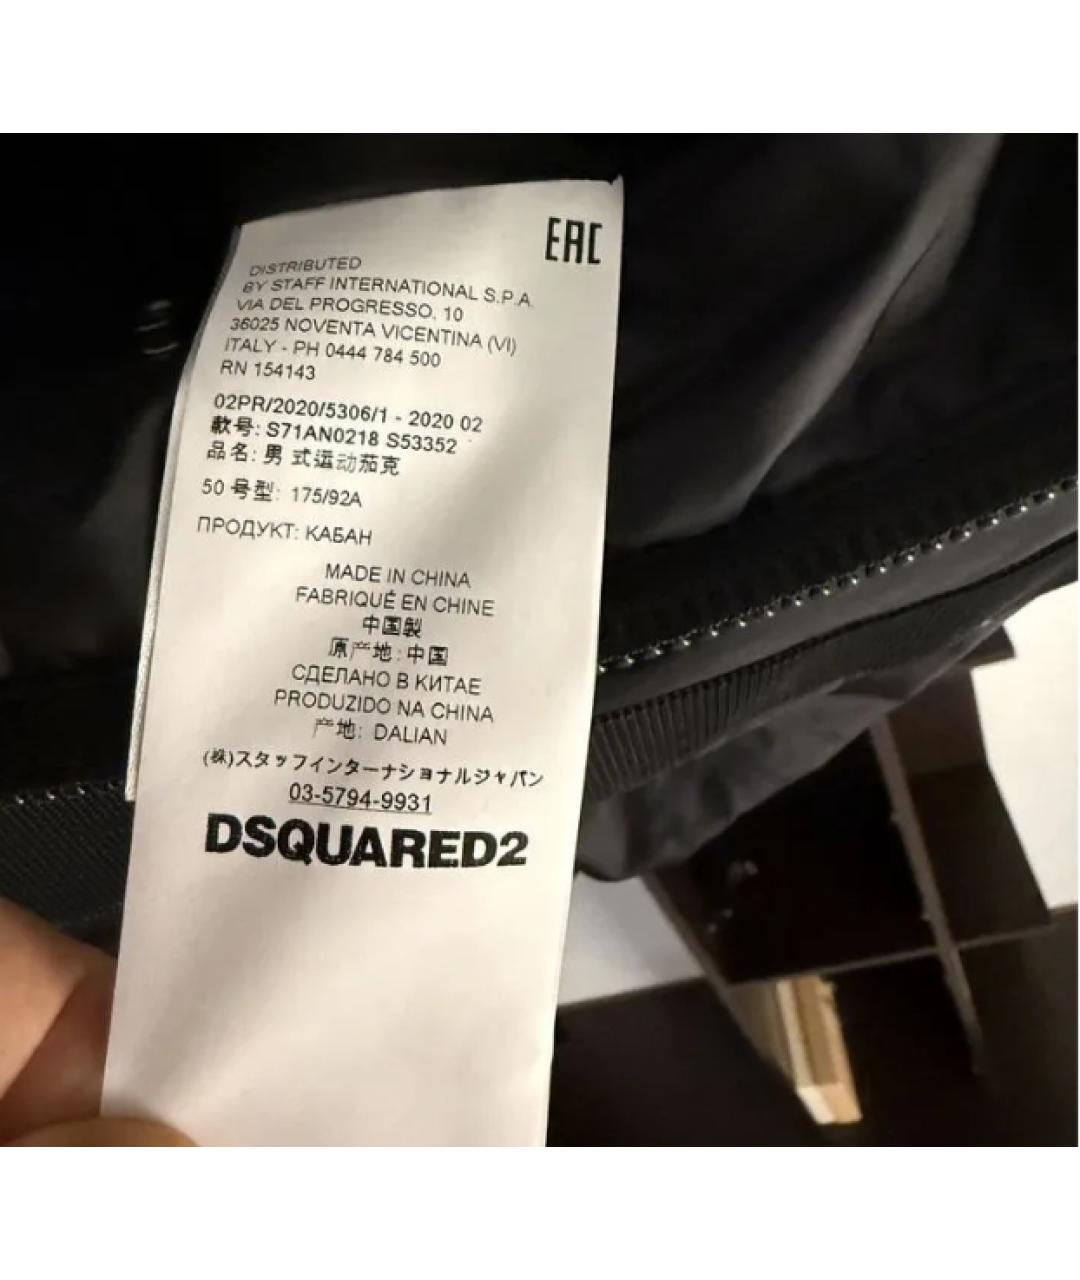 EAC
DISTRIBUTED
BY STAFF INTERNATIONAL S.P.A.
VIA DEL PROGRESSO, 10
36025 NOVENTA VICENTINA (VI)
ITALY - PH 0444 784 500
RN 154143
02PR/2020/5306/1 - 2020 02
款号: S71AN0218 S53352
品名: 男 式运动茄克
50 号型: 175/92A
ПРОДУКТ: КАБАН
MADE IN CHINA
FABRIQUÉ EN CHINE
中国製
原产地: 中国
СДЕЛАНО В КИТАЕ
PRODUZIDO NA CHINA
产地: DALIAN
(株)スタッフインターナショナルジャパン
03-5794-9931
DSQUARED2